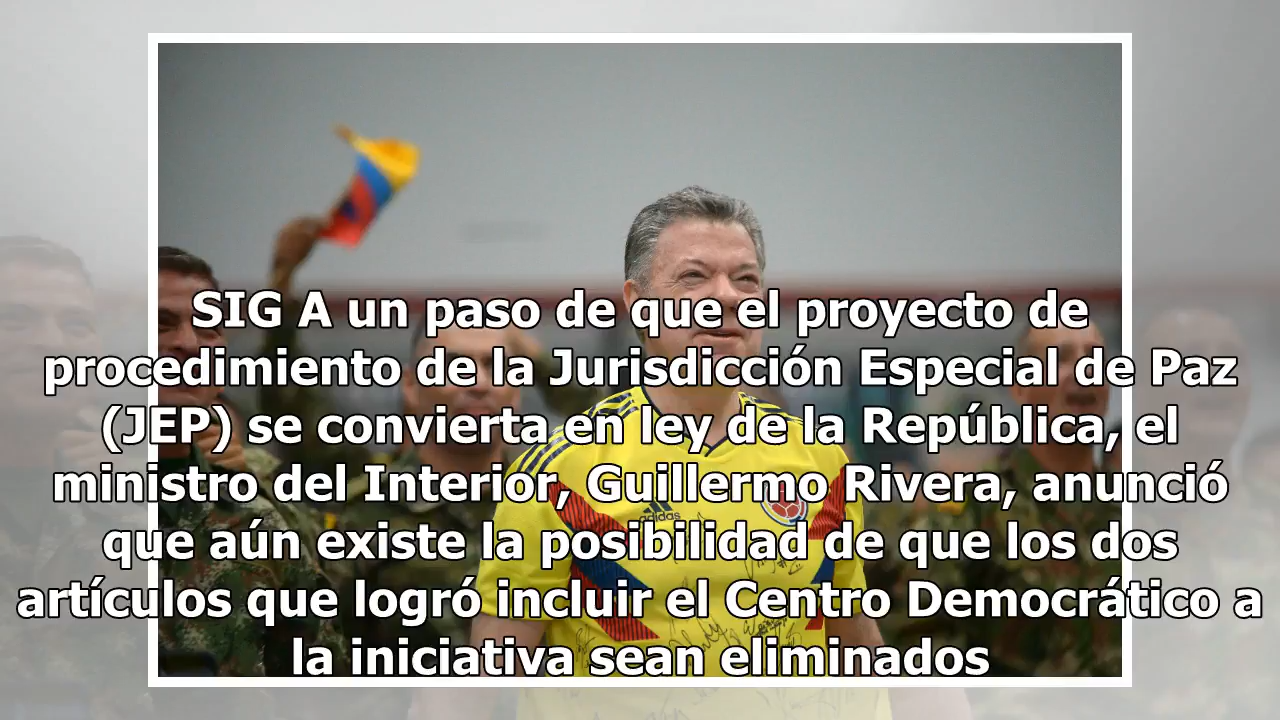 SIG A un paso de que el proyecto de
procedimiento de la Jurisdicción Especial de Paz
(JEP) se convierta en ley de la República, el
ministro del Interior, Guillermo Rivera, anunció
que aún existe la posibilidad de que los dos
artículos que logró incluir el Centro Democrático a
la iniciativa sean eliminados
adidas